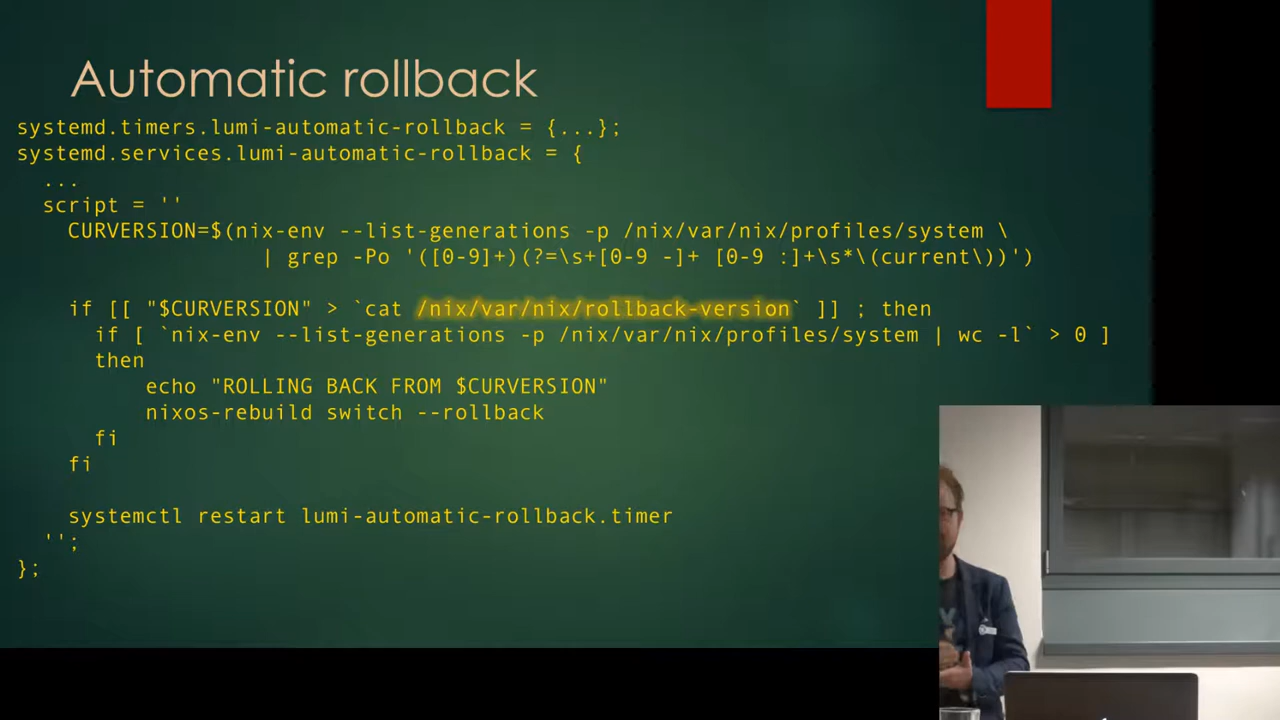 Automatic rollback
systemd.timers.lumi-automatic-rollback = {...};
systemd.services.lumi-automatic-rollback = {
  ...
  script = ''
    CURVERSION=$(nix-env --list-generations -p /nix/var/nix/profiles/system \
                   | grep -Po '([0-9]+)(?=\s+[0-9 -]+ [0-9 :]+\s*\(current\))')
    if [[ "$CURVERSION" > `cat /nix/var/nix/rollback-version` ]] ; then
      if [ `nix-env --list-generations -p /nix/var/nix/profiles/system | wc -l` > 0 ]
      then
          echo "ROLLING BACK FROM $CURVERSION"
          nixos-rebuild switch --rollback
      fi
    fi
    systemctl restart lumi-automatic-rollback.timer
  '';
};